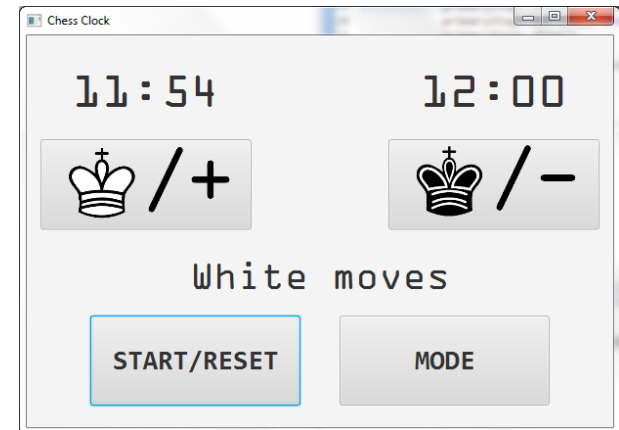 Chess Clock
11:54 12:00
/+ /-
White moves
START/RESET MODE